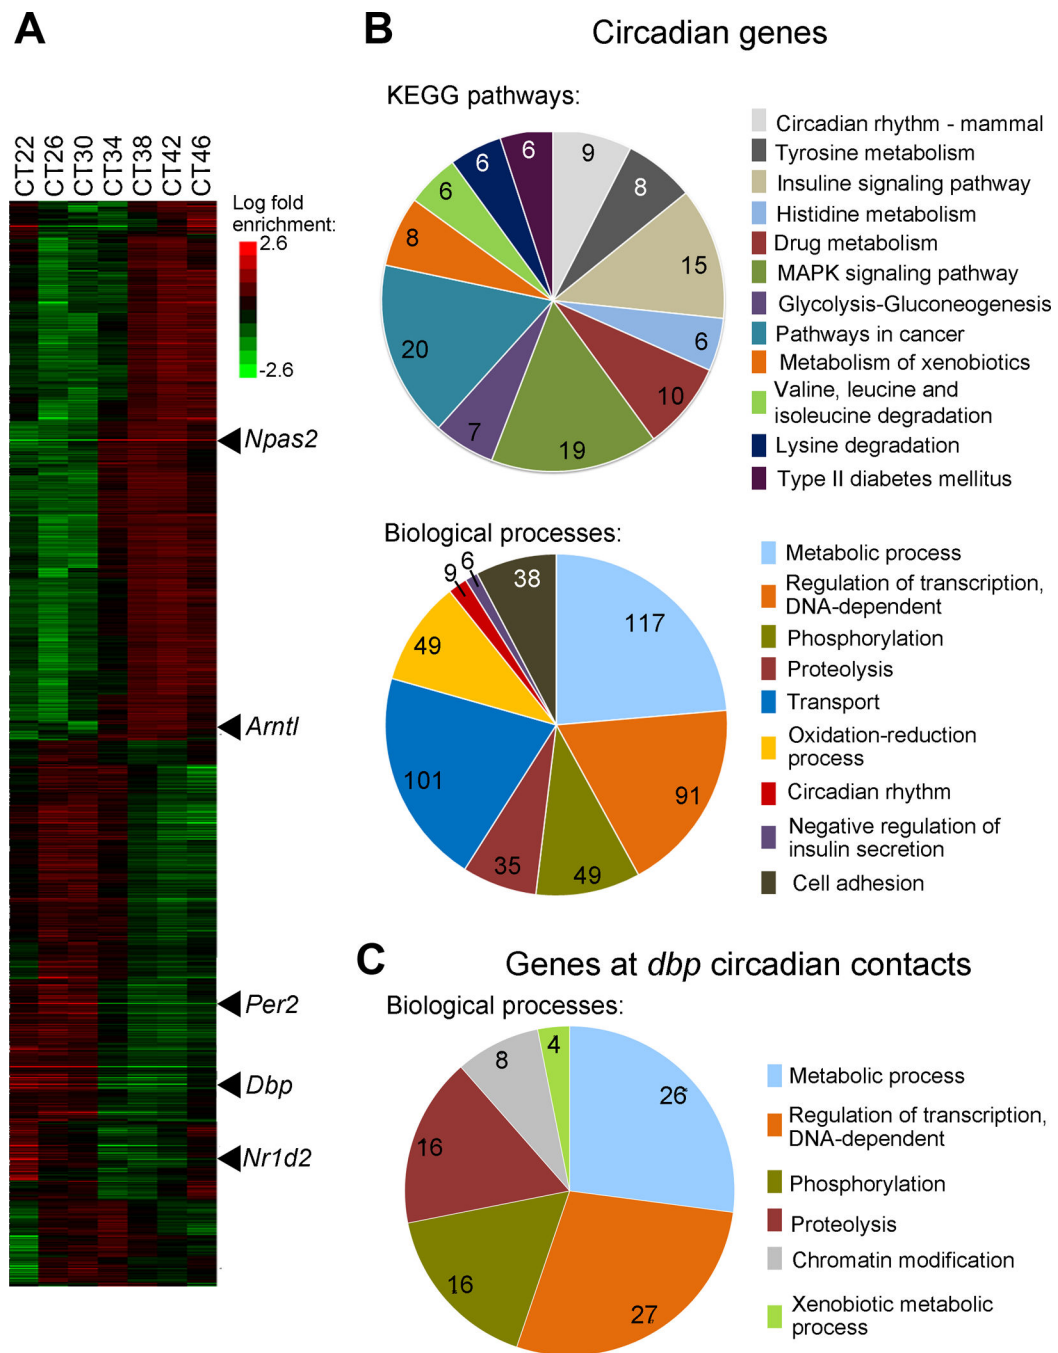 A
CT22
CT26
CT30
CT34
CT38
CT42
CT46
Log fold
enrichment:
2.6
-2.6
Npas2
Arntl
Per2
Dbp
Nr1d2
B
Circadian genes
KEGG pathways:
9
8
15
6
10
19
7
20
8
6
6
6
Circadian rhythm - mammal
Tyrosine metabolism
Insuline signaling pathway
Histidine metabolism
Drug metabolism
MAPK signaling pathway
Glycolysis-Gluconeogenesis
Pathways in cancer
Metabolism of xenobiotics
Valine, leucine and
isoleucine degradation
Lysine degradation
Type II diabetes mellitus
Biological processes:
117
91
49
35
101
49
9
6
38
Metabolic process
Regulation of transcription,
DNA-dependent
Phosphorylation
Proteolysis
Transport
Oxidation-reduction
process
Circadian rhythm
Negative regulation of
insulin secretion
Cell adhesion
C
Genes at dbp circadian contacts
Biological processes:
26
27
16
16
8
4
Metabolic process
Regulation of transcription,
DNA-dependent
Phosphorylation
Proteolysis
Chromatin modification
Xenobiotic metabolic
process